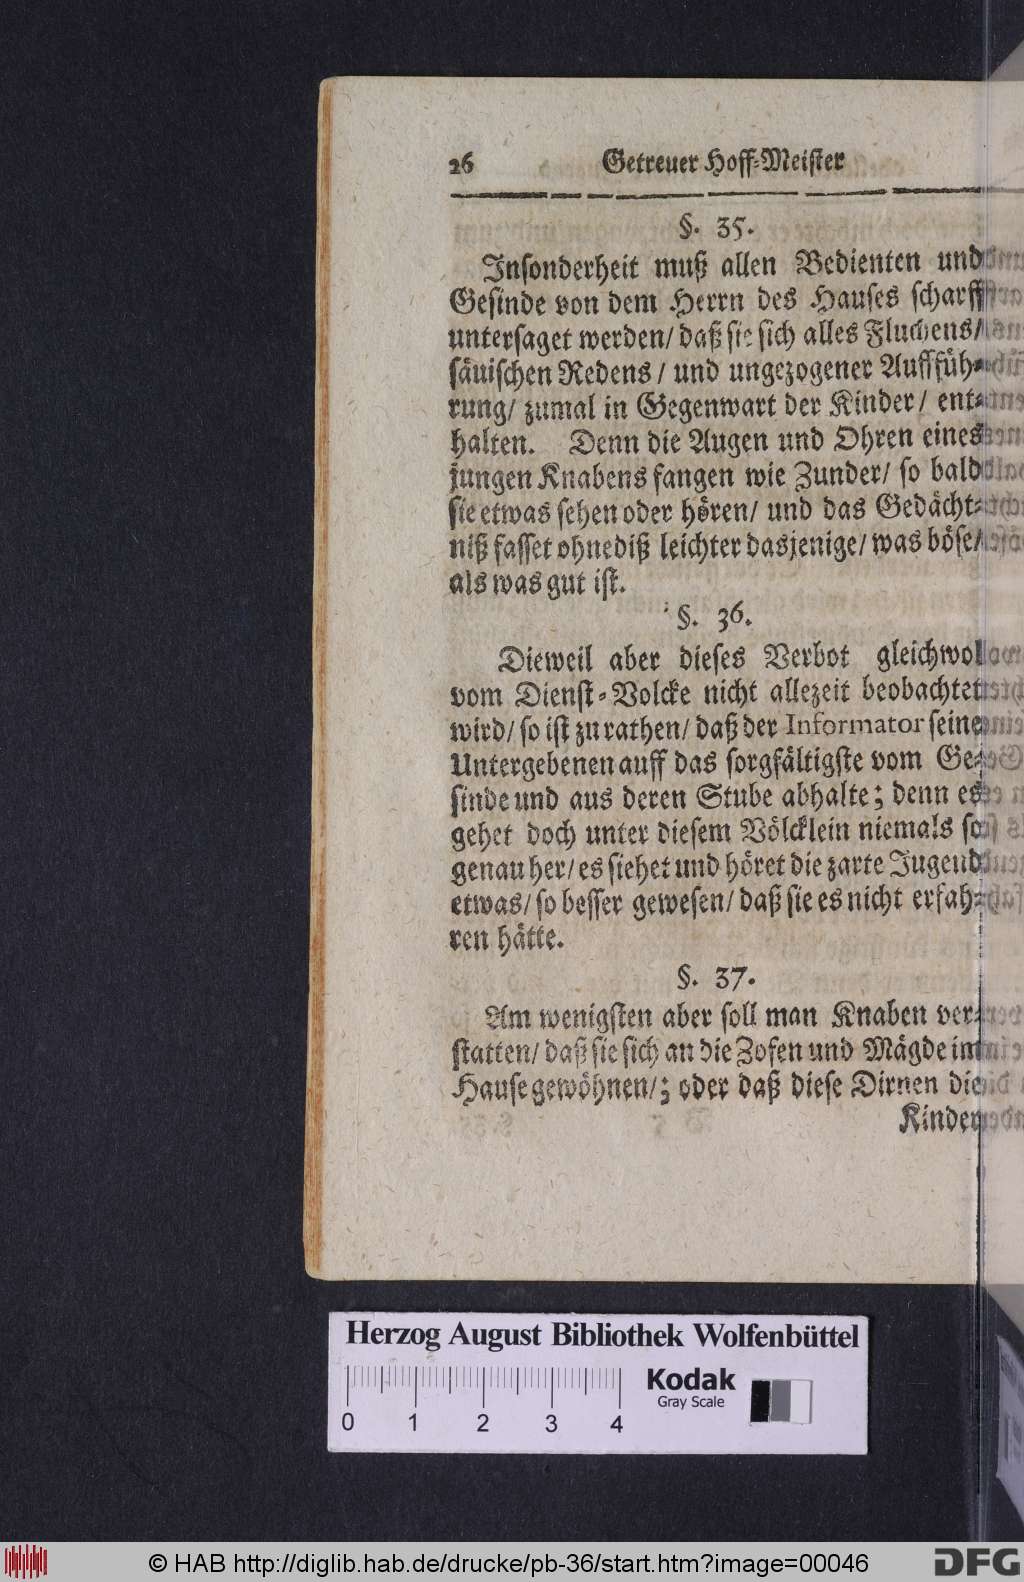 26 Getreuer Hoff-Meister
§. 35.
Insonderheit muß allen Bedienten und
Gesinde von dem Herrn des Hauses scharff
untersaget werden/ daß sie sich alles Fluchens/
säuischen Redens / und ungezogener Auffüh-
rung/ zumal in Gegenwart der Kinder/ ent-
halten. Denn die Augen und Ohren eines
jungen Knabens fangen wie Zunder/ so bald
sie etwas sehen oder hören/ und das Gedächt-
niß fasset ohnediß leichter dasjenige/ was böse/
als was gut ist.
§. 36.
Dieweil aber dieses Verbot gleichwol
vom Dienst-Volcke nicht allezeit beobachtet
wird/ so ist zu rathen/ daß der Informator seine
Untergebenen auff das sorgfältigste vom Ge-
sinde und aus deren Stube abhalte; denn es
gehet doch unter diesem Völcklein niemals so
genau her/ es siehet und höret die zarte Jugend
etwas/ so besser gewesen/ daß sie es nicht erfah-
ren hätte.
§. 37.
Am wenigsten aber soll man Knaben ver-
statten/ daß sie sich an die Zofen und Mägde im
Hause gewöhnen/; oder daß diese Dirnen die
Kinder
Herzog August Bibliothek Wolfenbüttel
Kodak
Gray Scale
0 1 2 3 4
© HAB http://diglib.hab.de/drucke/pb-36/start.htm?image=00046
DFG